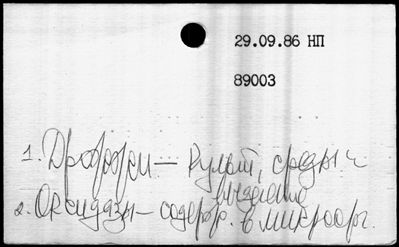 29.09.86 НП
89003
1. Дрожжи — культ., среды и
выделение
2. Оксидазы — содерж. в микроорг.